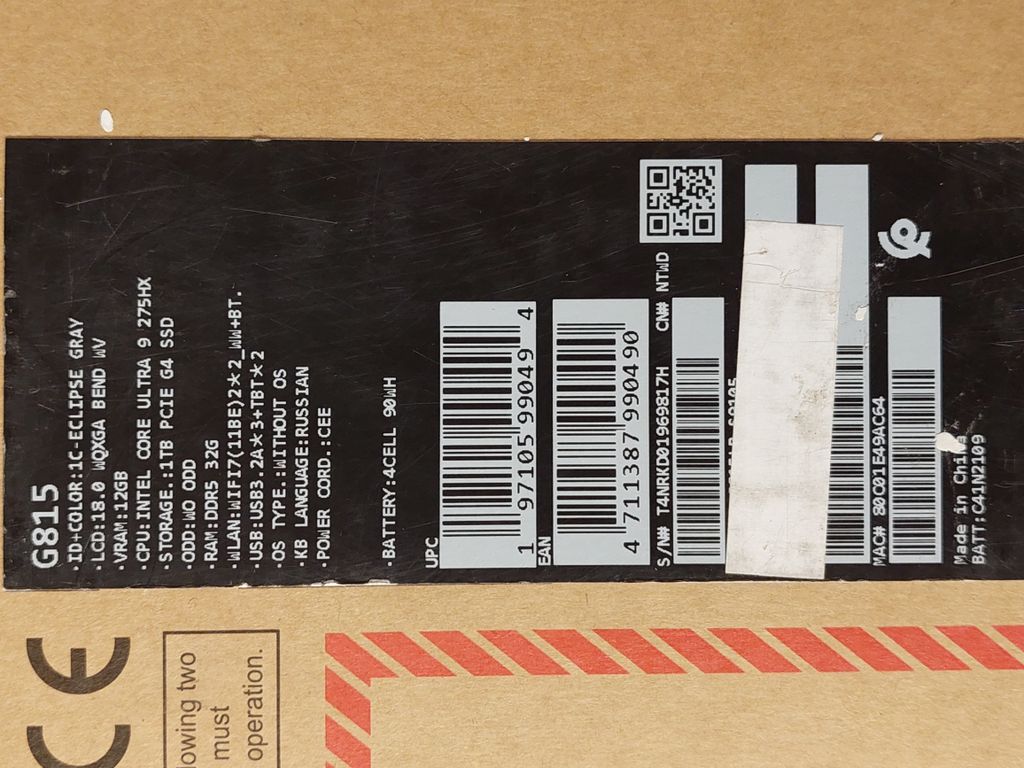 G815
·ID+COLOR:1C-ECLIPSE GRAY
·LCD:18.0 WQXGA BEND WV
·VRAM:12GB
·CPU:INTEL CORE ULTRA 9 275HX
·STORAGE.:1TB PCIE G4 SSD
·ODD:WO ODD
·RAM:DDR5 32G
·WLAN:WIFI7(11BE)2*2_WW+BT.
·USB:USB3.2A*3+TBT*2
·OS TYPE.:WITHOUT OS
·KB LANGUAGE:RUSSIAN
·POWER CORD.:CEE
·BATTERY:4CELL 90WH
UPC
1 97105 99049 4
EAN
4 711387 990490
S/N# T4NRKD01969817H CN# NTWD
MAC# 80C01E49AC64
Made in China
BATT:C41N2109
CE
lowing two
must
operation.